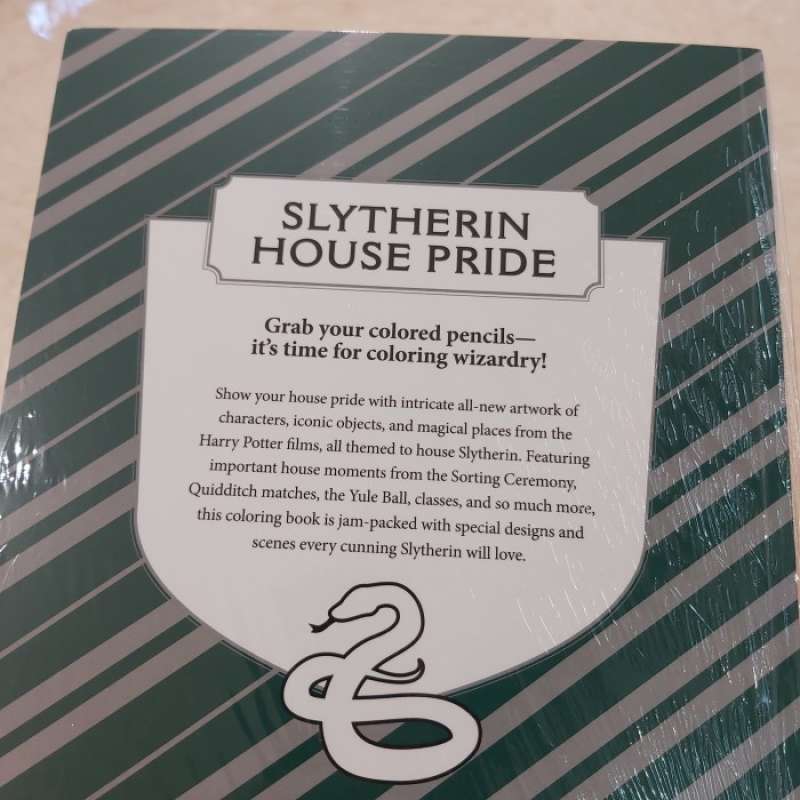 SLYTHERIN
HOUSE PRIDE
Grab your colored pencils—
it's time for coloring wizardry!
Show your house pride with intricate all-new artwork of
characters, iconic objects, and magical places from the
Harry Potter films, all themed to house Slytherin. Featuring
important house moments from the Sorting Ceremony,
Quidditch matches, the Yule Ball, classes, and so much more,
this coloring book is jam-packed with special designs and
scenes every cunning Slytherin will love.